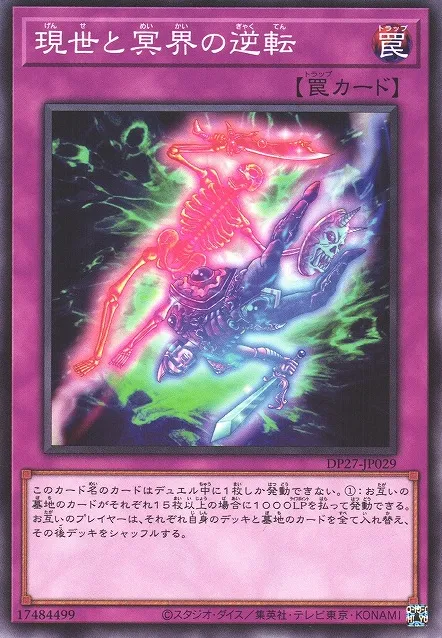 現世と冥界の逆転
罠
【罠カード】
DP27-JP029
このカード名のカードはデュエル中に1枚しか発動できない。①：お互いの
墓地のカードがそれぞれ15枚以上の場合に1000LPを払って発動できる。
お互いのプレイヤーは、それぞれ自身のデッキと墓地のカードを全て入れ替え、
その後デッキをシャッフルする。
17484499
©スタジオ・ダイス／集英社・テレビ東京・KONAMI